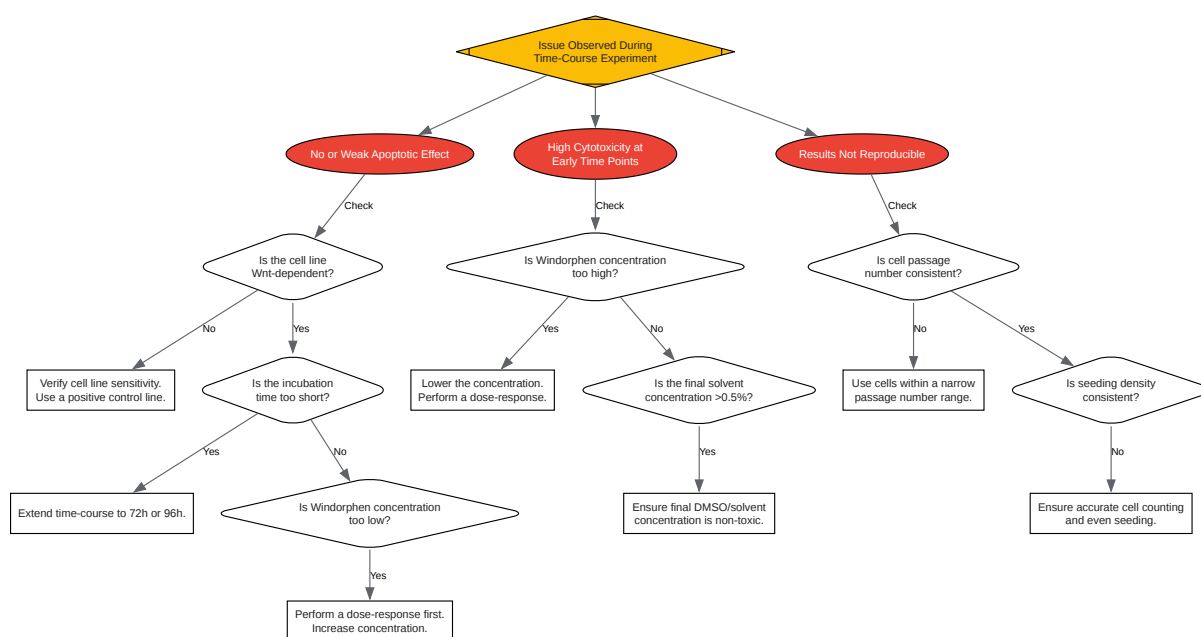 Issue Observed During
Time-Course Experiment
No or Weak Apoptotic Effect
High Cytotoxicity at
Early Time Points
Results Not Reproducible
Check
Check
Check
Is the cell line
Wnt-dependent?
Is Windorphen concentration
too high?
Is cell passage
number consistent?
No
Yes
Yes
No
No
Yes
Verify cell line sensitivity.
Use a positive control line.
Is the incubation
time too short?
Lower the concentration.
Perform a dose-response.
Is the final solvent
concentration >0.5%?
Use cells within a narrow
passage number range.
Is seeding density
consistent?
Yes
No
Yes
No
Extend time-course to 72h or 96h.
Is Windorphen concentration
too low?
Ensure final DMSO/solvent
concentration is non-toxic.
Ensure accurate cell counting
and even seeding.
Yes
Perform a dose-response first.
Increase concentration.